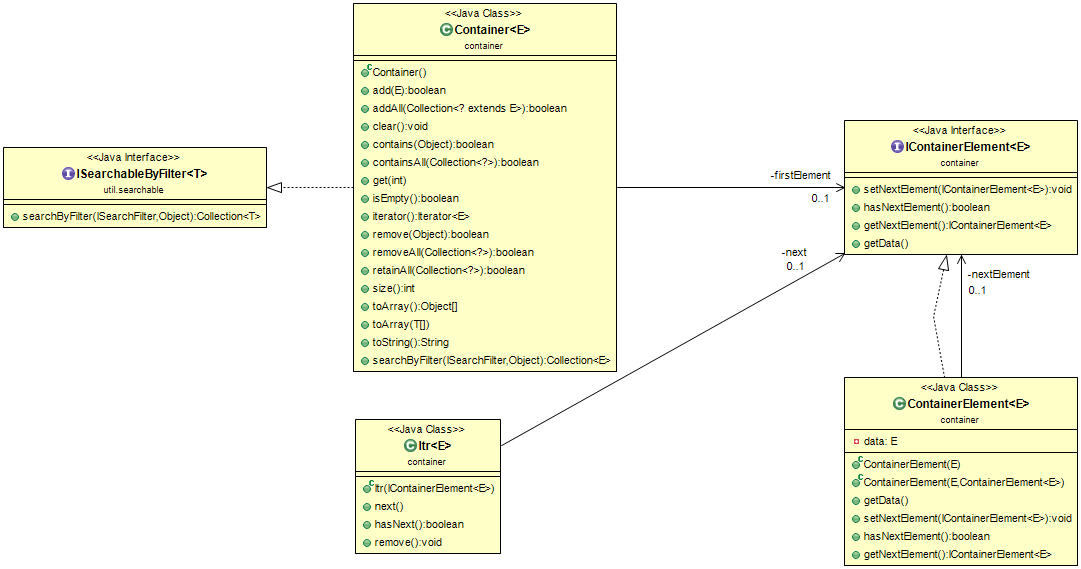 <<Java Class>>
Container<E>
container
Container()
add(E):boolean
addAll(Collection<? extends E>):boolean
clear():void
contains(Object):boolean
containsAll(Collection<?>):boolean
get(int)
isEmpty():boolean
iterator():Iterator<E>
remove(Object):boolean
removeAll(Collection<?>):boolean
retainAll(Collection<?>):boolean
size():int
toArray():Object[]
toArray(T[])
toString():String
searchByFilter(ISearchFilter,Object):Collection<E>
<<Java Interface>>
ISearchableByFilter<T>
util.searchable
searchByFilter(ISearchFilter,Object):Collection<T>
-firstElement
0..1
<<Java Interface>>
IContainerElement<E>
container
setNextElement(IContainerElement<E>):void
hasNextElement():boolean
getNextElement():IContainerElement<E>
getData()
-next
0..1
-nextElement
0..1
<<Java Class>>
Itr<E>
container
Itr(IContainerElement<E>)
next()
hasNext():boolean
remove():void
<<Java Class>>
ContainerElement<E>
container
data: E
ContainerElement(E)
ContainerElement(E,ContainerElement<E>)
getData()
setNextElement(IContainerElement<E>):void
hasNextElement():boolean
getNextElement():IContainerElement<E>